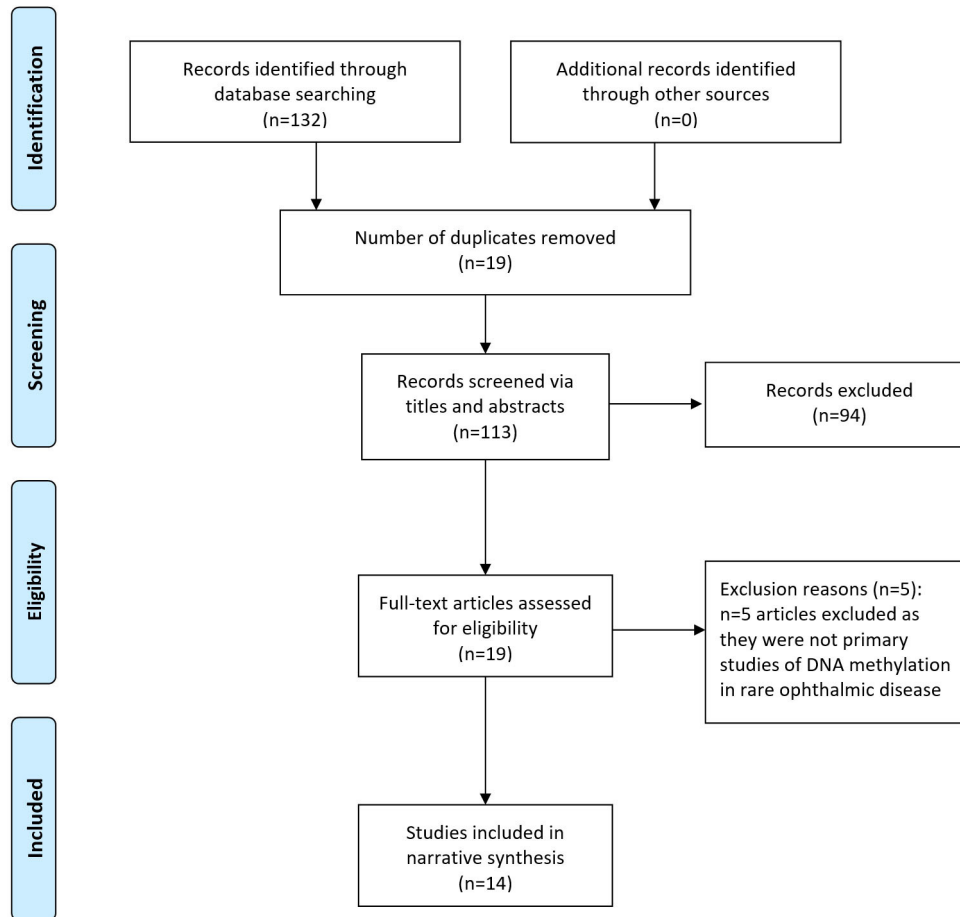 Identification
Records identified through
database searching
(n=132)
Additional records identified
through other sources
(n=0)
Number of duplicates removed
(n=19)
Screening
Records screened via
titles and abstracts
(n=113)
Records excluded
(n=94)
Eligibility
Full-text articles assessed
for eligibility
(n=19)
Exclusion reasons (n=5):
n=5 articles excluded as
they were not primary
studies of DNA methylation
in rare ophthalmic disease
Included
Studies included in
narrative synthesis
(n=14)